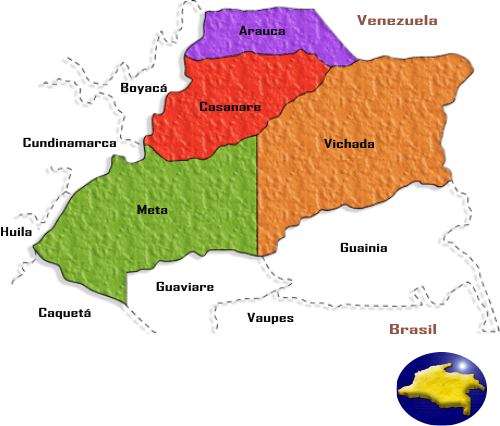 Venezuela
Arauca
Boyacá
Casanare
Cundinamarca
Vichada
Meta
Huila
Guainia
Guaviare
Caquetá
Vaupes
Brasil